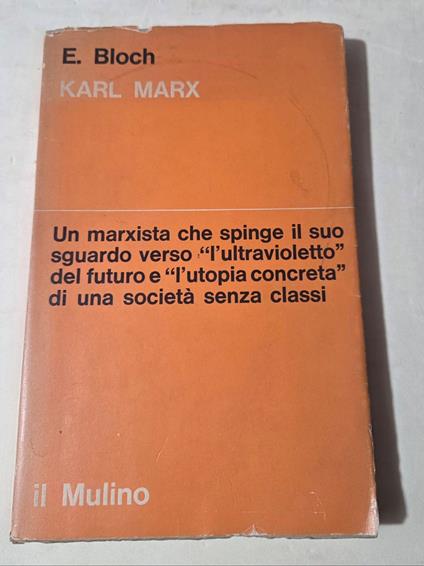 E. Bloch
KARL MARX
Un marxista che spinge il suo
sguardo verso “l'ultravioletto”
del futuro e “l'utopia concreta”
di una società senza classi
il Mulino